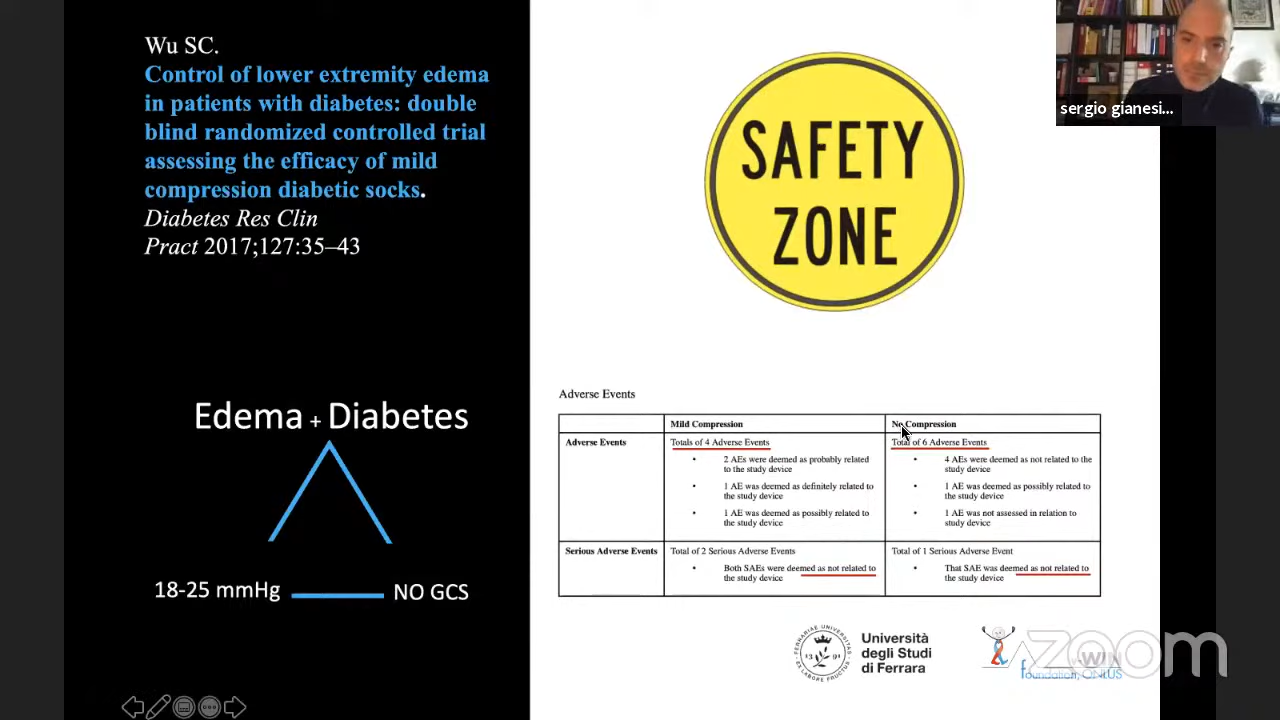 Wu SC.
Control of lower extremity edema
in patients with diabetes: double
blind randomized controlled trial
assessing the efficacy of mild
compression diabetic socks.
Diabetes Res Clin
Pract 2017;127:35–43
Edema + Diabetes
18-25 mmHg
NO GCS
SAFETY
ZONE
sergio gianesi...
Adverse Events
Mild Compression
No Compression
Adverse Events
Totals of 4 Adverse Events
• 2 AEs were deemed as probably related
to the study device
• 1 AE was deemed as definitely related to
the study device
• 1 AE was deemed as possibly related to
the study device
Total of 6 Adverse Events
• 4 AEs were deemed as not related to the
study device
• 1 AE was deemed as possibly related to
the study device
• 1 AE was not assessed in relation to
study device
Serious Adverse Events
Total of 2 Serious Adverse Events
• Both SAEs were deemed as not related to
the study device
Total of 1 Serious Adverse Event
• That SAE was deemed as not related to
the study device
Università
degli Studi
di Ferrara
WIN
foundation, ONLUS
zoom